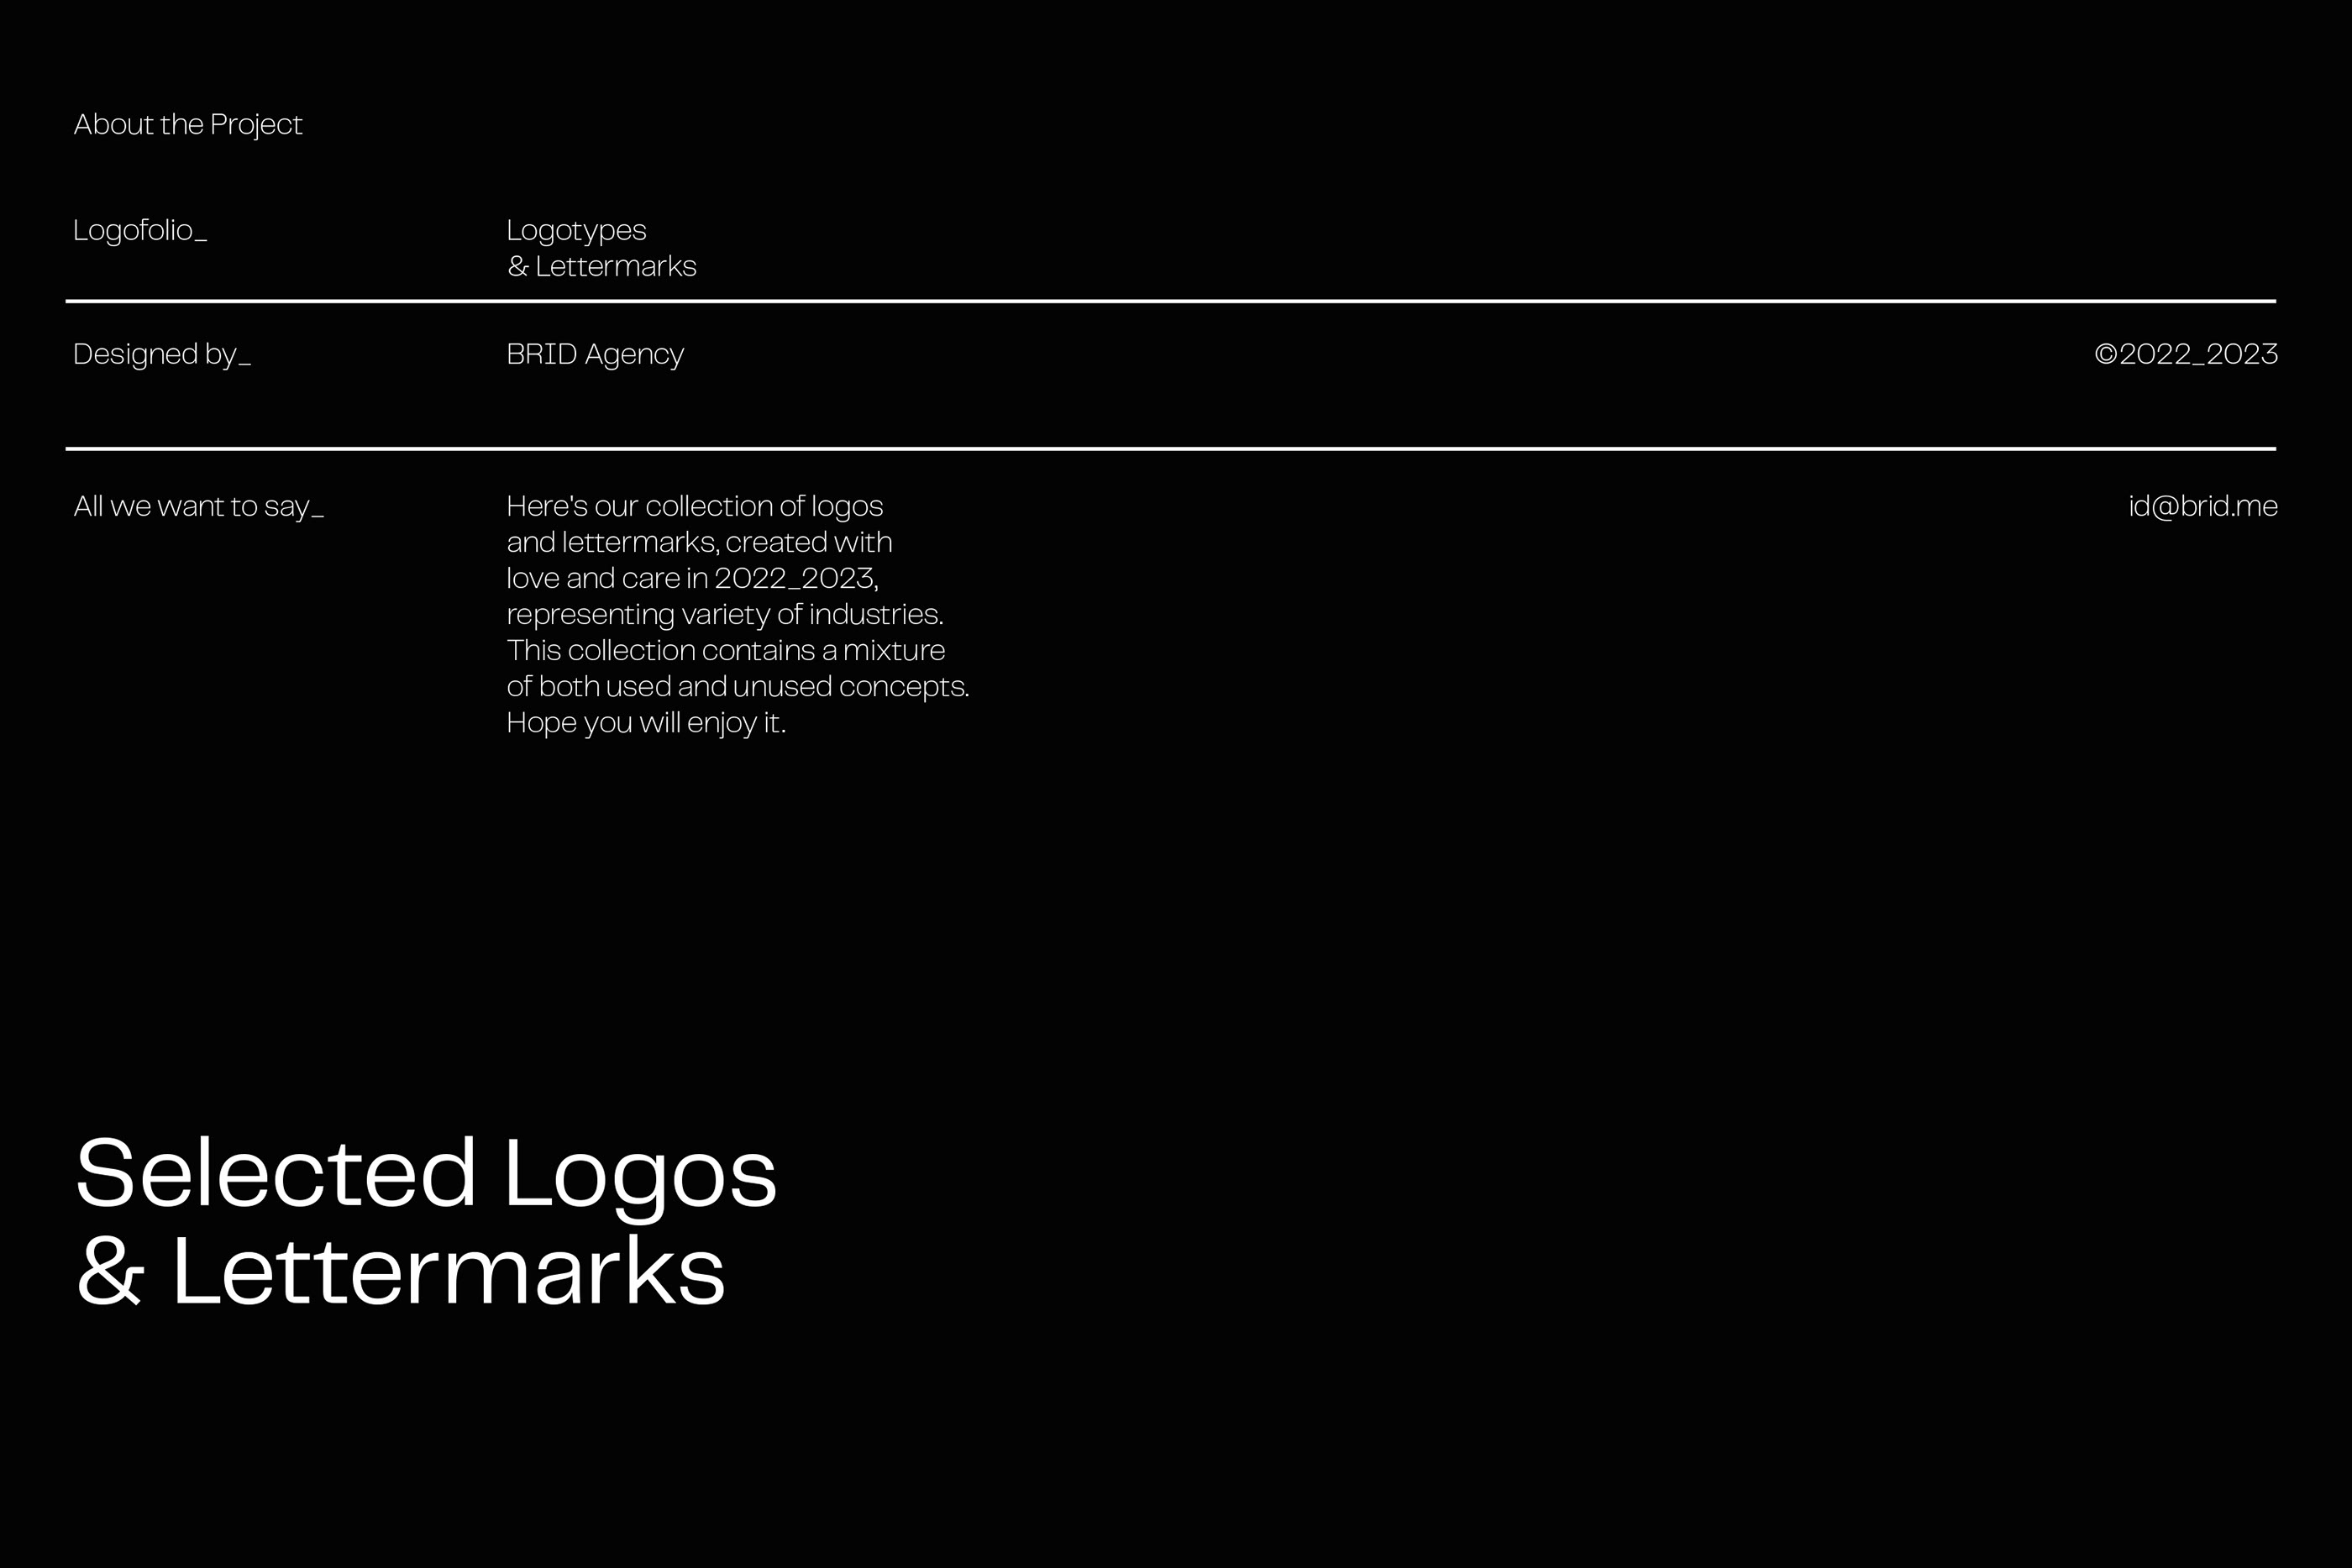 About the Project
Logofolio_
Logotypes
& Lettermarks
Designed by_
BRID Agency
©2022_2023
All we want to say_
Here's our collection of logos
and lettermarks, created with
love and care in 2022_2023,
representing variety of industries.
This collection contains a mixture
of both used and unused concepts.
Hope you will enjoy it.
id@brid.me
Selected Logos
& Lettermarks